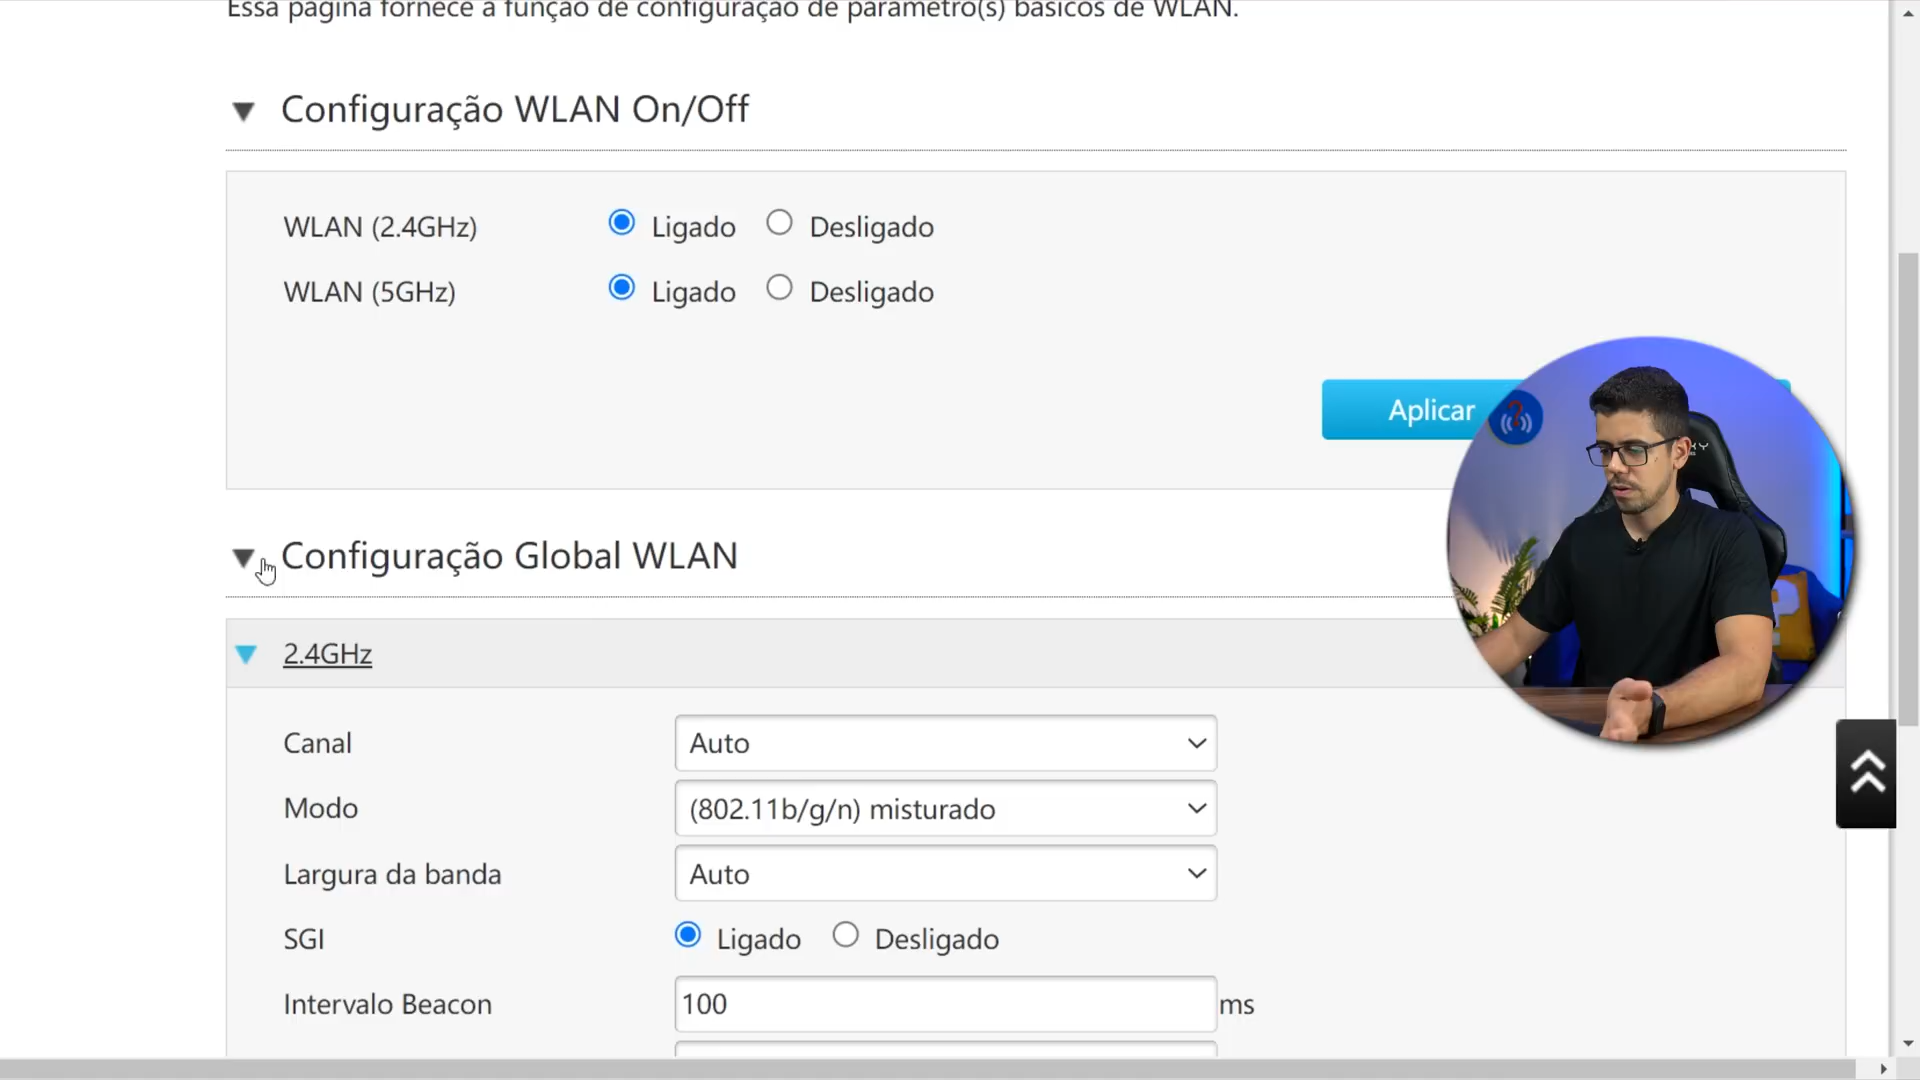 Essa página fornece a função de configuração de parâmetro(s) básicos de WLAN.
Configuração WLAN On/Off
WLAN (2.4GHz) Ligado Desligado
WLAN (5GHz) Ligado Desligado
Aplicar
Configuração Global WLAN
2.4GHz
Canal Auto
Modo (802.11b/g/n) misturado
Largura da banda Auto
SGI Ligado Desligado
Intervalo Beacon 100 ms